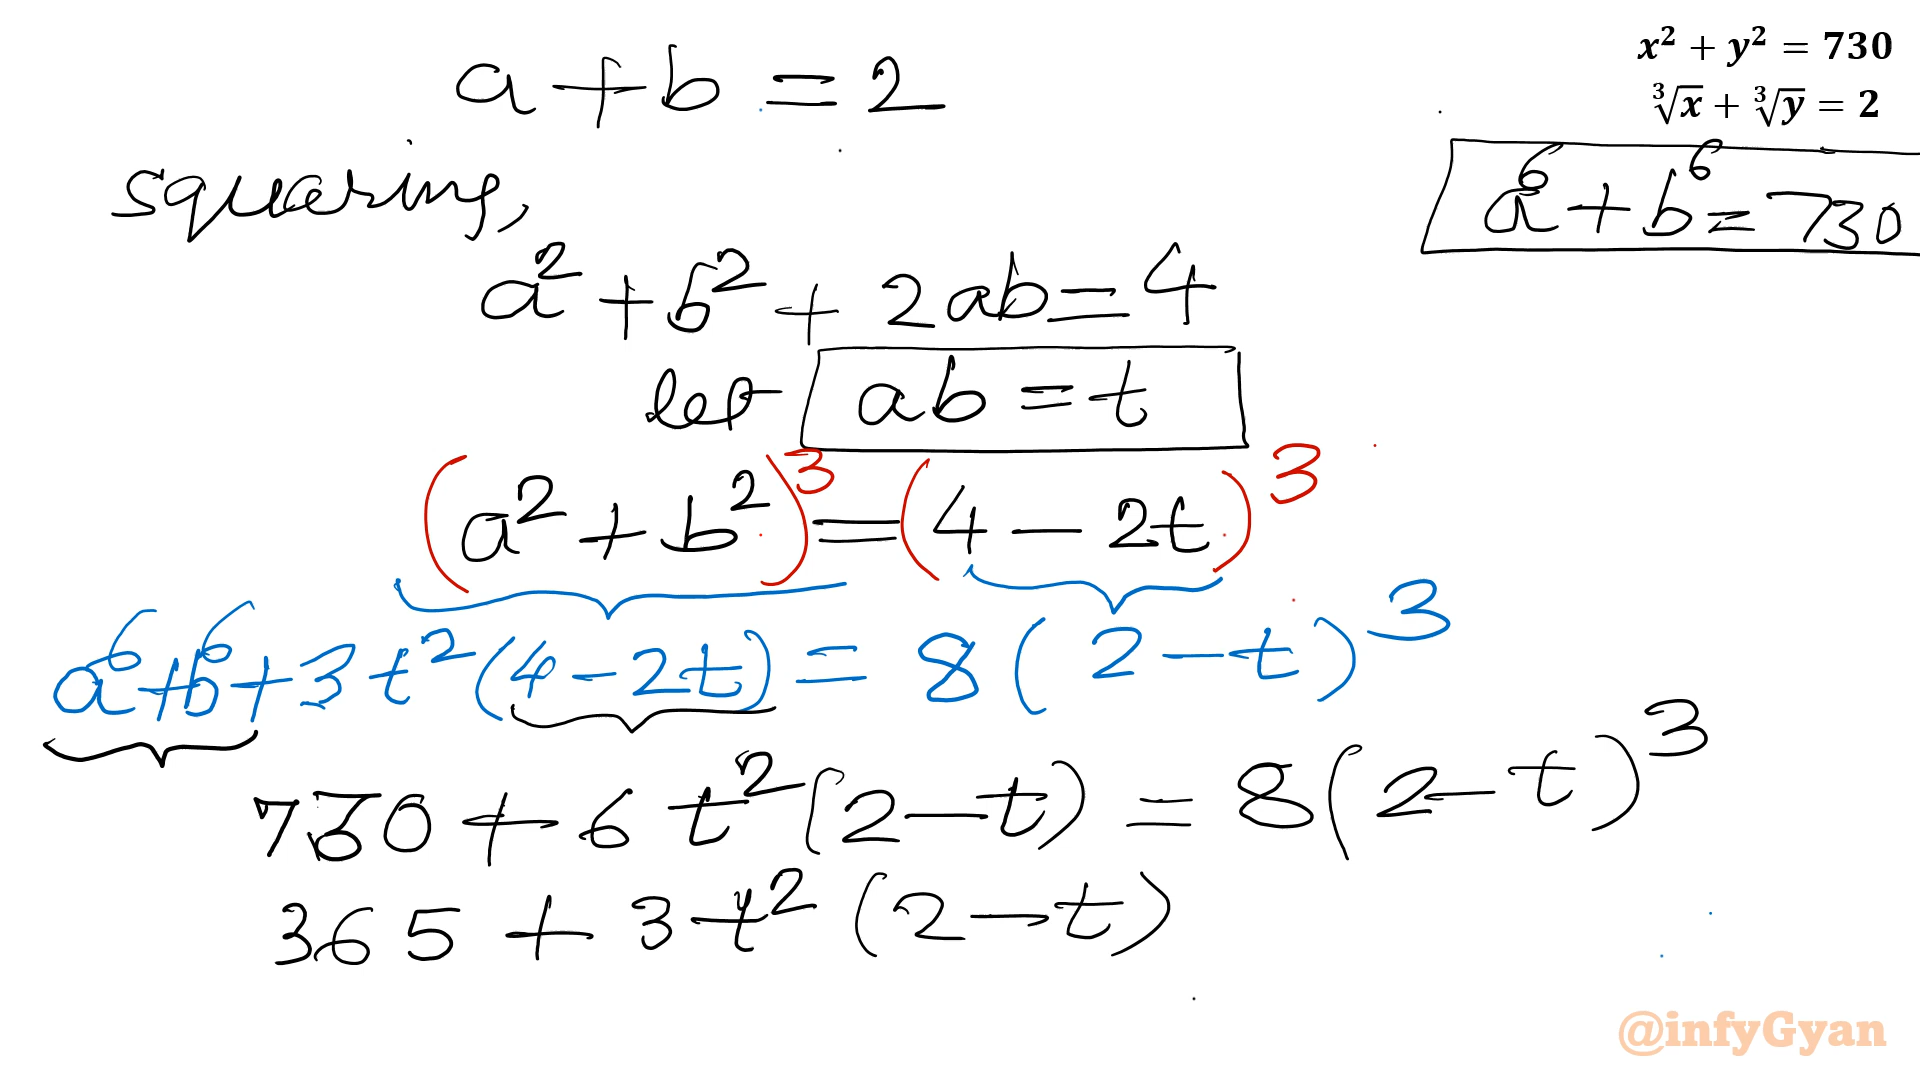 x² + y² = 730
∛x + ∛y = 2
a + b = 2
a⁶ + b⁶ = 730
squaring,
a² + b² + 2ab = 4
let ab = t
(a² + b²)³ = (4 − 2t)³
a⁶ + b⁶ + 3t²(4 − 2t) = 8(2 − t)³
730 + 6t²(2 − t) = 8(2 − t)³
365 + 3t²(2 − t)
@infyGyan